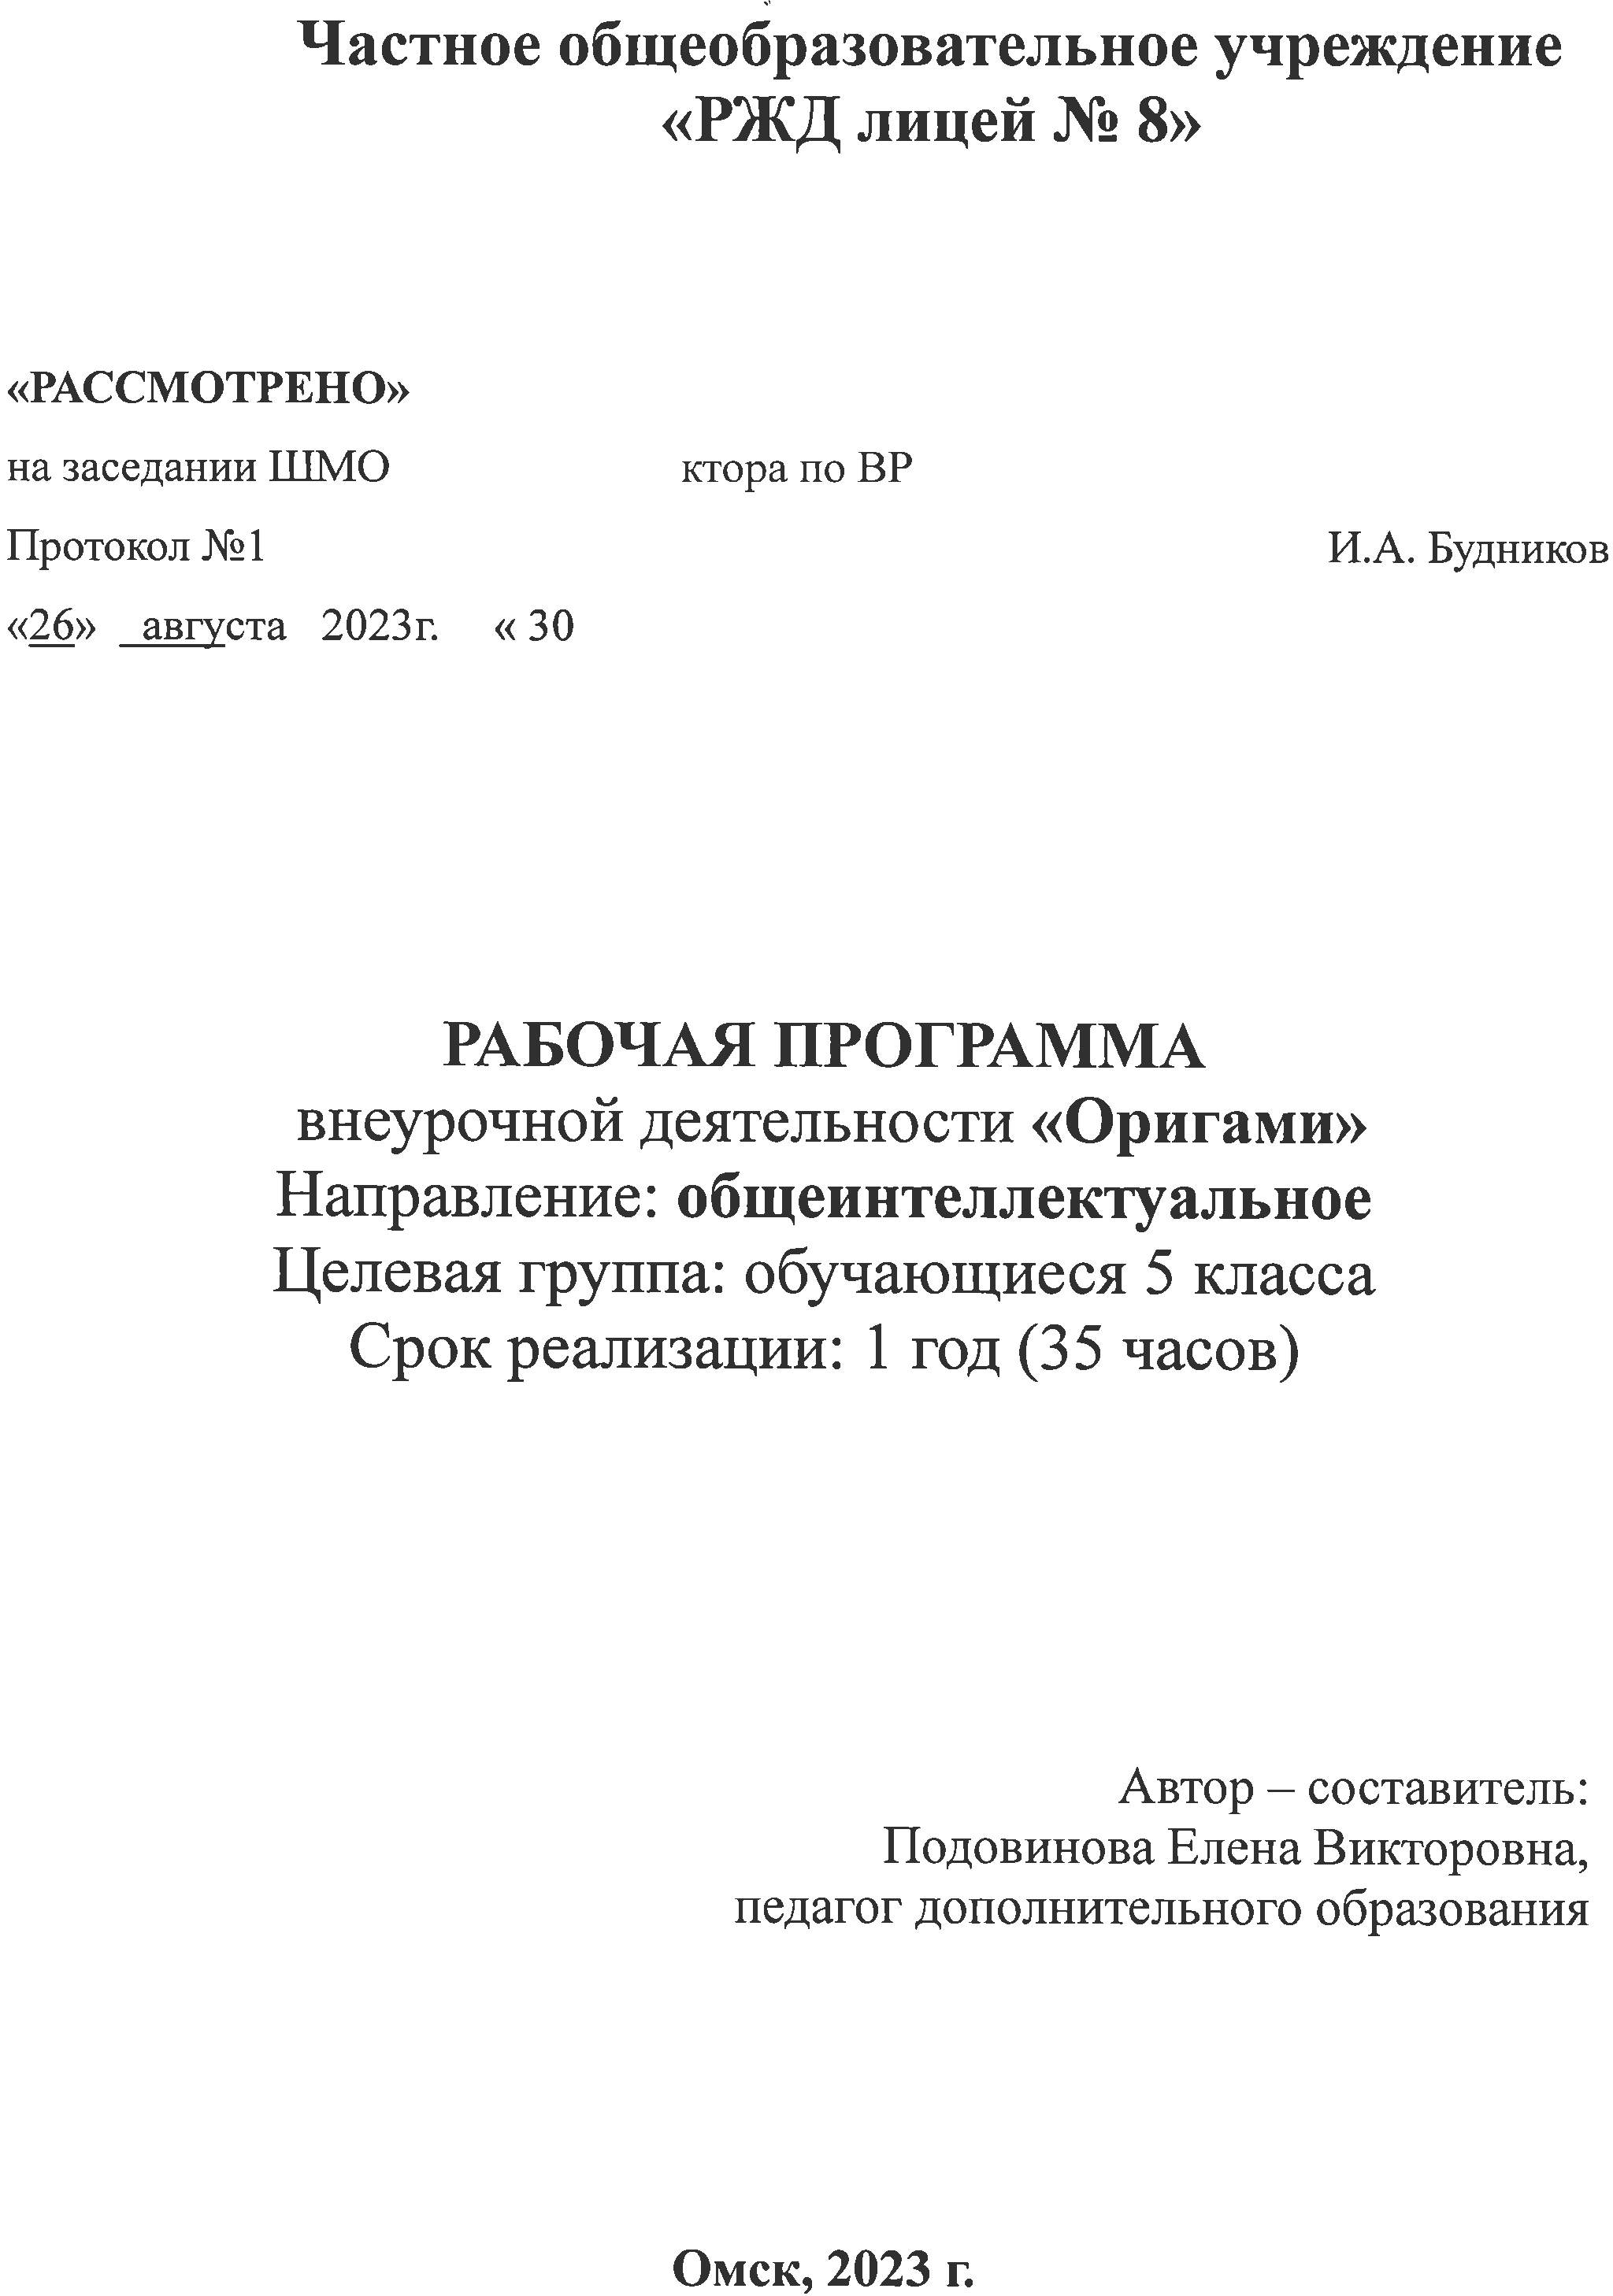 Частное общеобразовательное учреждение
«РЖД лицей № 8»
«РАССМОТРЕНО»
на заседании ШМО ктора по ВР
Протокол №1 И.А. Будников
«26» августа 2023г. « 30
РАБОЧАЯ ПРОГРАММА
внеурочной деятельности «Оригами»
Направление: общеинтеллектуальное
Целевая группа: обучающиеся 5 класса
Срок реализации: 1 год (35 часов)
Автор – составитель:
Подовинова Елена Викторовна,
педагог дополнительного образования
Омск, 2023 г.